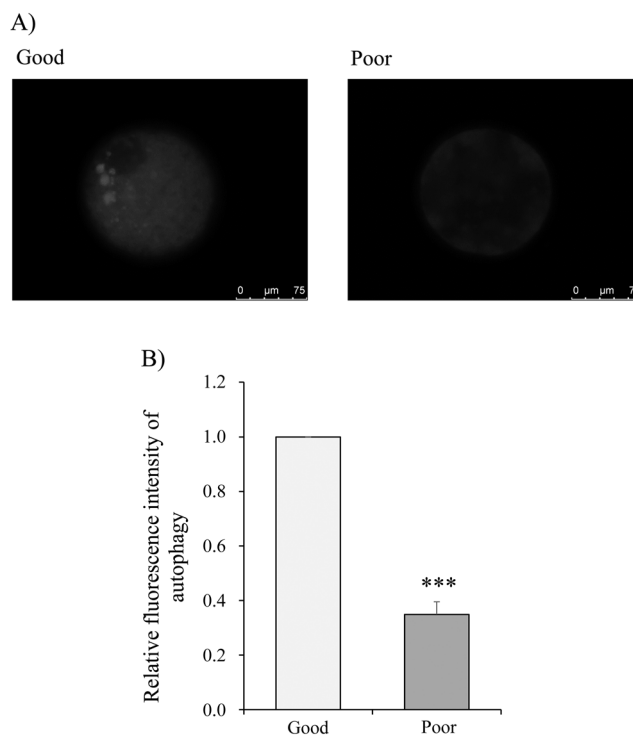 A)
Good Poor
0 µm 75 0 µm 7
B)
Relative fluorescence intensity of
autophagy
1.2
1.0
0.8
0.6
0.4
0.2
0.0
***
Good Poor